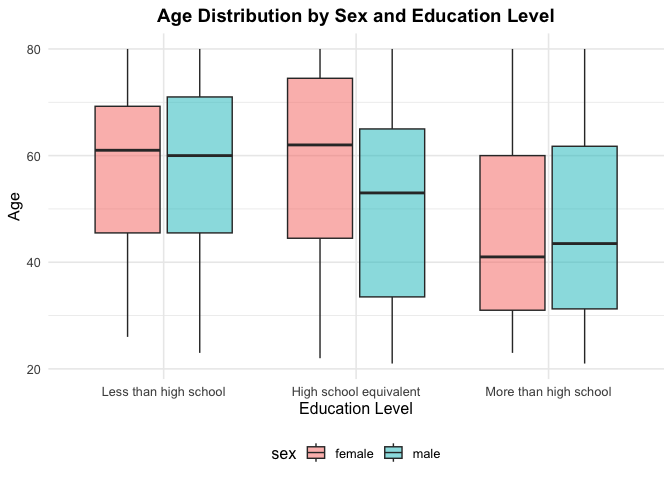 Age Distribution by Sex and Education Level
80
60
40
20
Age
Less than high school
High school equivalent
More than high school
Education Level
sex female male